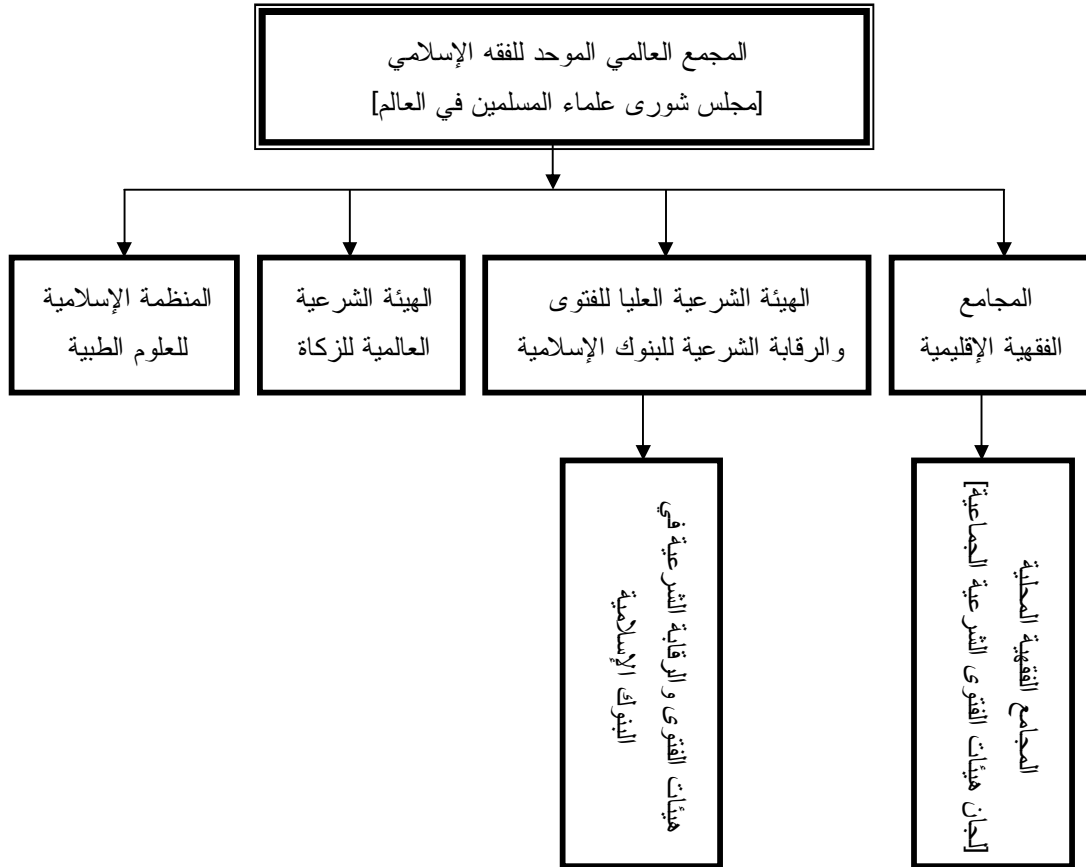 المجمع العالمي الموحد للفقه الإسلامي
[مجلس شورى علماء المسلمين في العالم]
المجامع
الفقهية الإقليمية
الهيئة الشرعية العليا للفتوى
والرقابة الشرعية للبنوك الإسلامية
الهيئة الشرعية
العالمية للزكاة
المنظمة الإسلامية
للعلوم الطبية
المجامع الفقهية المحلية
[لجان هيئات الفتوى الشرعية الجماعية]
هيئات الفتوى والرقابة الشرعية في
البنوك الإسلامية